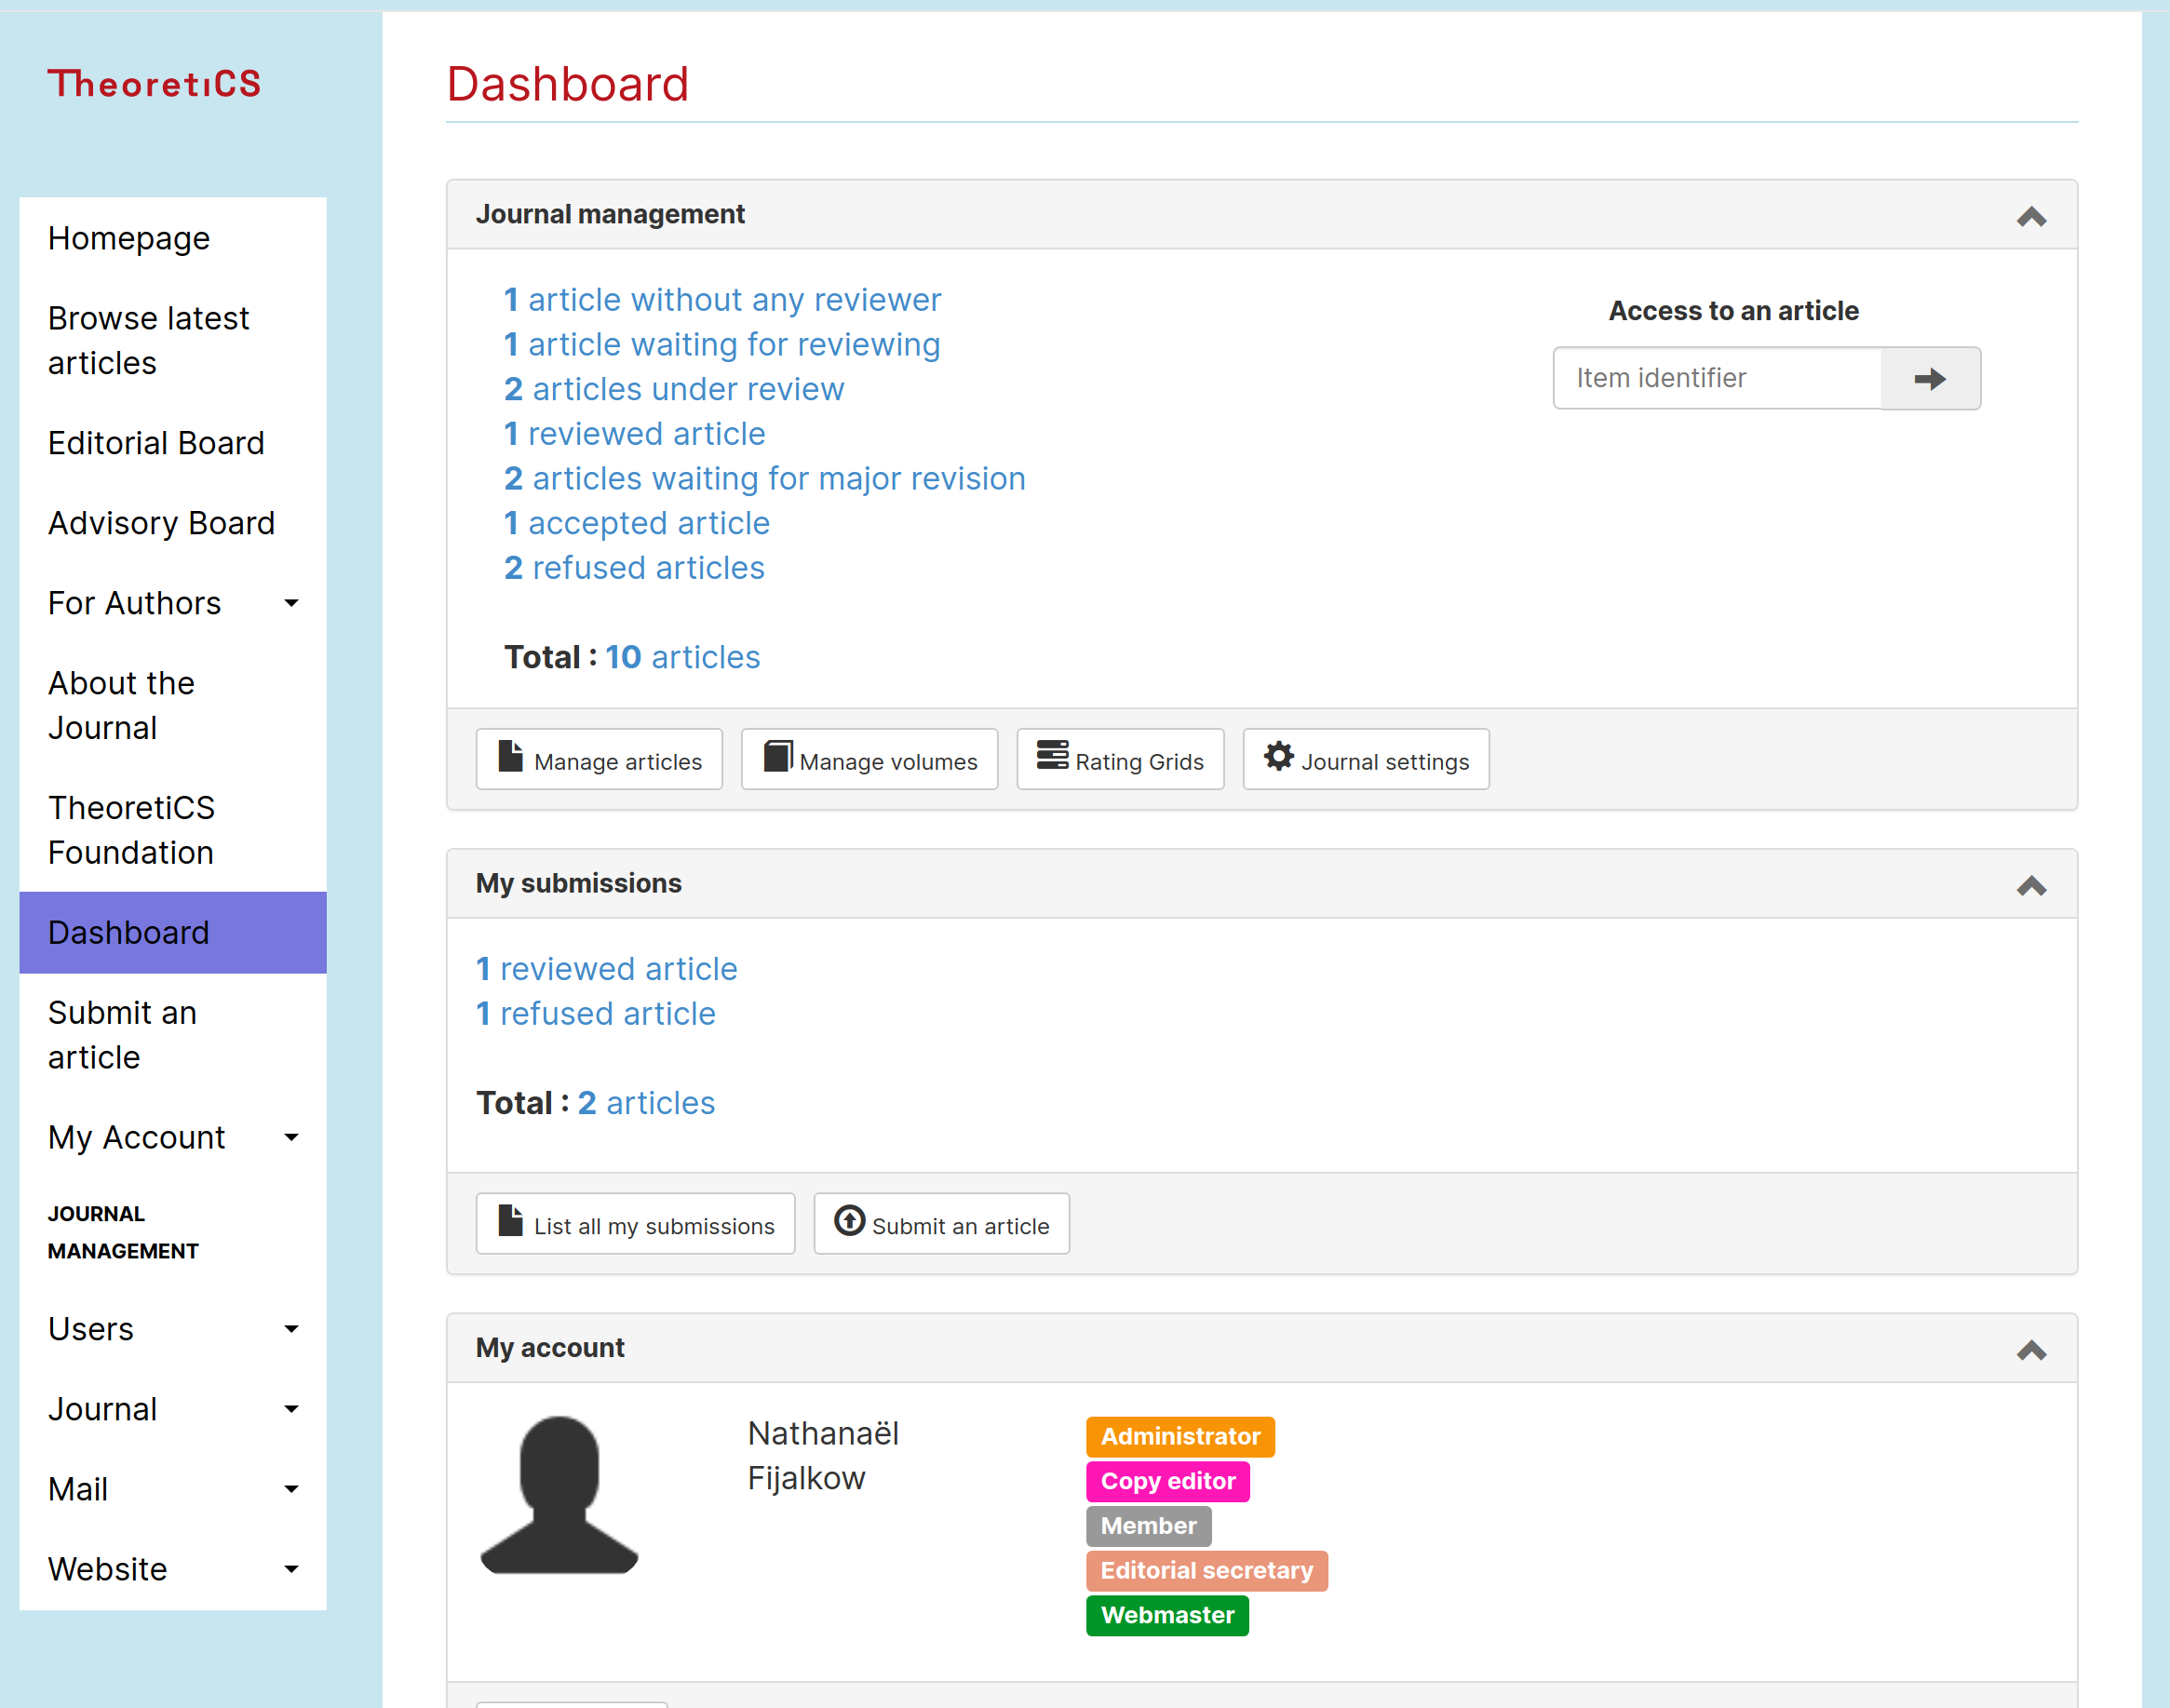 TheoretiCS
Homepage
Browse latest
articles
Editorial Board
Advisory Board
For Authors
About the
Journal
TheoretiCS
Foundation
Dashboard
Submit an
article
My Account
JOURNAL
MANAGEMENT
Users
Journal
Mail
Website
Dashboard
Journal management
1 article without any reviewer
1 article waiting for reviewing
2 articles under review
1 reviewed article
2 articles waiting for major revision
1 accepted article
2 refused articles
Total : 10 articles
Access to an article
Item identifier
Manage articles
Manage volumes
Rating Grids
Journal settings
My submissions
1 reviewed article
1 refused article
Total : 2 articles
List all my submissions
Submit an article
My account
Nathanaël
Fijalkow
Administrator
Copy editor
Member
Editorial secretary
Webmaster